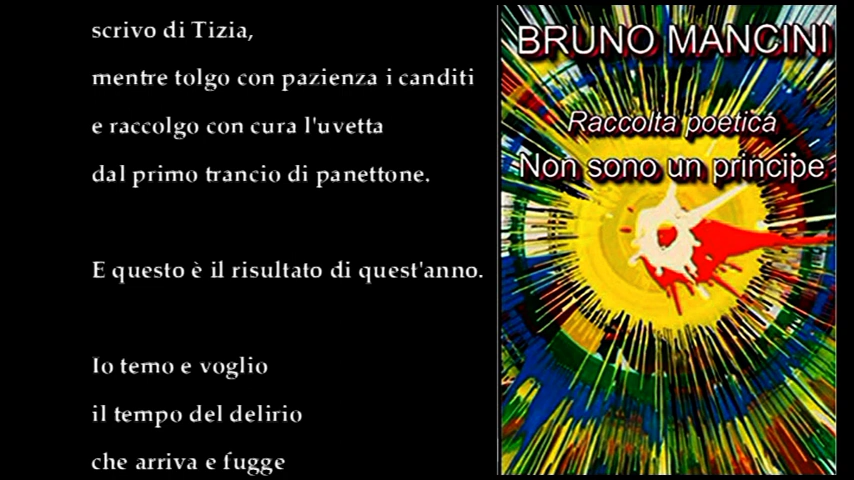 scrivo di Tizia,
mentre tolgo con pazienza i canditi
e raccolgo con cura l'uvetta
dal primo trancio di panettone.
E questo è il risultato di quest'anno.
Io temo e voglio
il tempo del delirio
che arriva e fugge
BRUNO MANCINI
Raccolta poetica
Non sono un principe